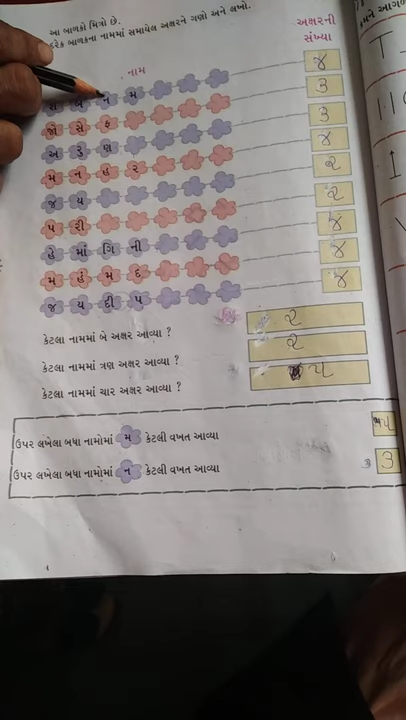 આ બાળકો મિત્રો છે.
દરેક બાળકના નામમાં સમાયેલ અક્ષરને ગણો અને લખો.
અક્ષરની
સંખ્યા
નામ
શ બ ન મ ૪
જો સે ફ ૩
અ રુ ણ ૩
મ ન હ ર ૪
જ ય ૨
પ રી ૨
હે માં ગિ ની ૪
મ હં મ દ ૪
જ ય દી પ ૪
કેટલા નામમાં બે અક્ષર આવ્યા ? ૨
કેટલા નામમાં ત્રણ અક્ષર આવ્યા ? ૨
કેટલા નામમાં ચાર અક્ષર આવ્યા ? ૫
ઉપર લખેલા બધા નામોમાં મ કેટલી વખત આવ્યા ૫
ઉપર લખેલા બધા નામોમાં ન કેટલી વખત આવ્યા ૩